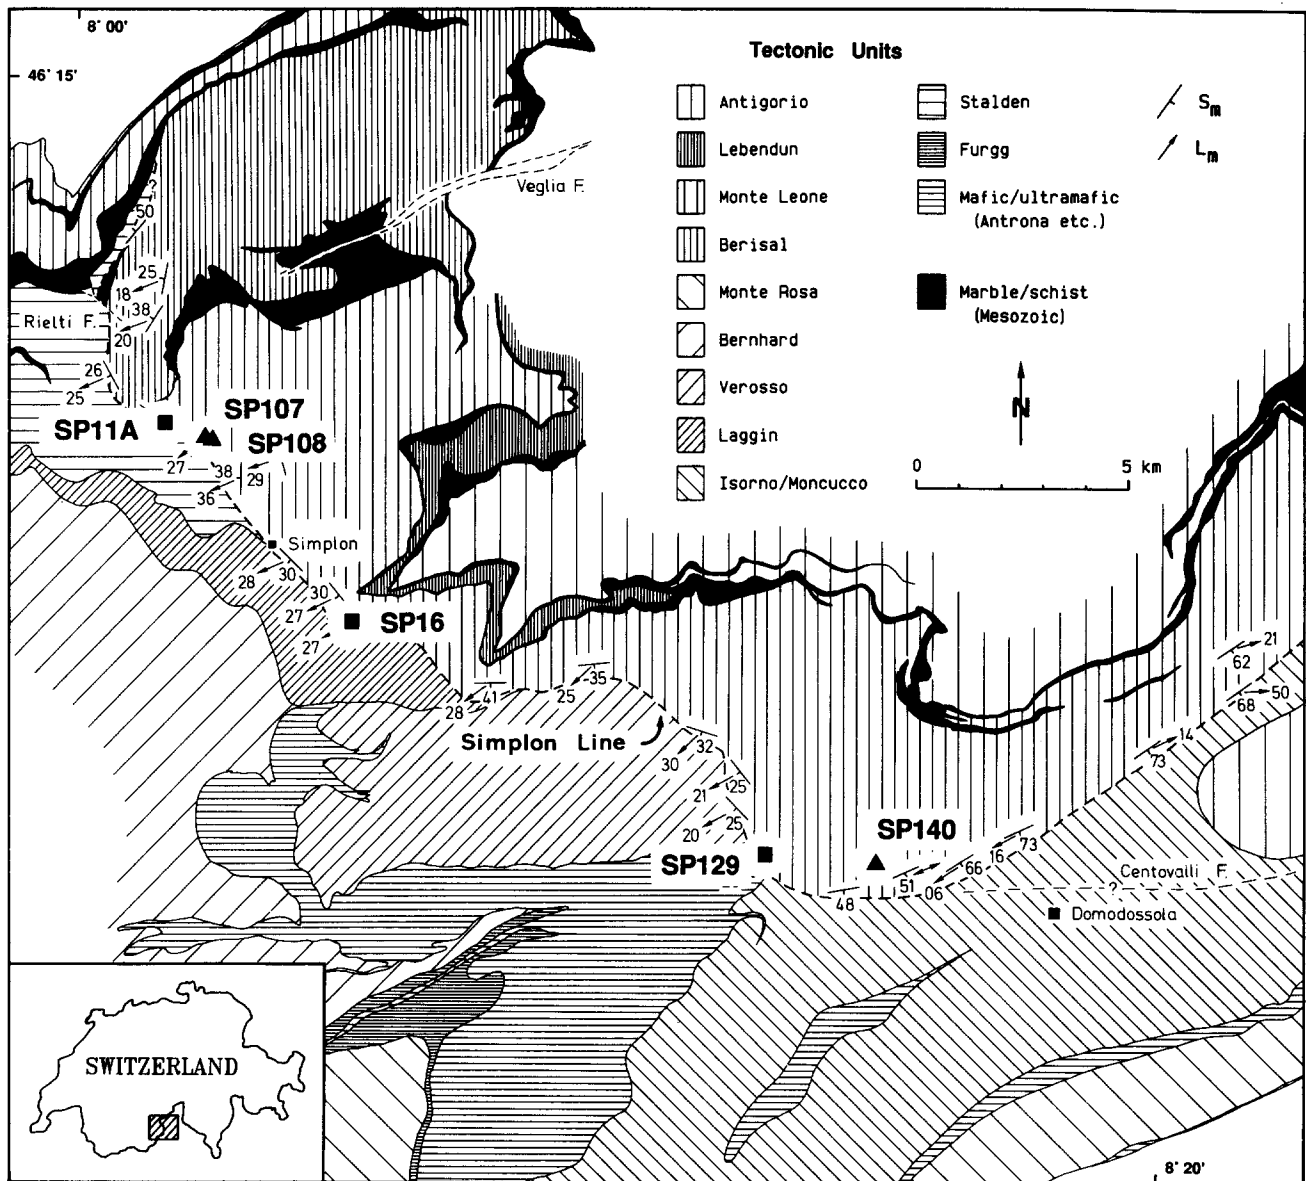 8° 00'
46° 15'
Tectonic Units
Antigorio
Lebendun
Monte Leone
Berisal
Monte Rosa
Bernhard
Verosso
Laggin
Isorno/Moncucco
Stalden
Furgg
Mafic/ultramafic
(Antrona etc.)
Marble/schist
(Mesozoic)
Sm
Lm
N
0 5 km
Veglia F.
?
50
25
18
38
20
Rielti F.
26
25
SP11A
SP107
SP108
27
38
29
36
Simplon
28
30
30
27
27
SP16
41
28
25
35
Simplon Line
32
30
25
21
25
20
SP129
SP140
48
51
06
66
16
73
73
14
68
50
62
21
Centovalli F.
?
Domodossola
SWITZERLAND
8° 20'